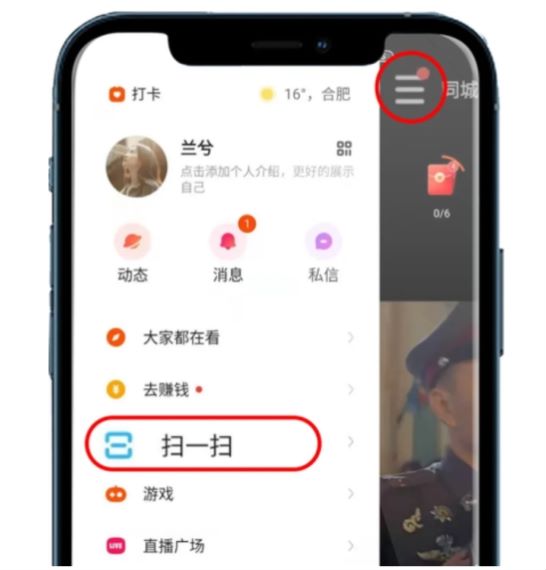 打卡
16°，合肥
同城
兰兮
点击添加个人介绍，更好的展示
自己
0/6
1
动态
消息
私信
大家都在看
去赚钱
扫一扫
游戏
LIVE
直播广场